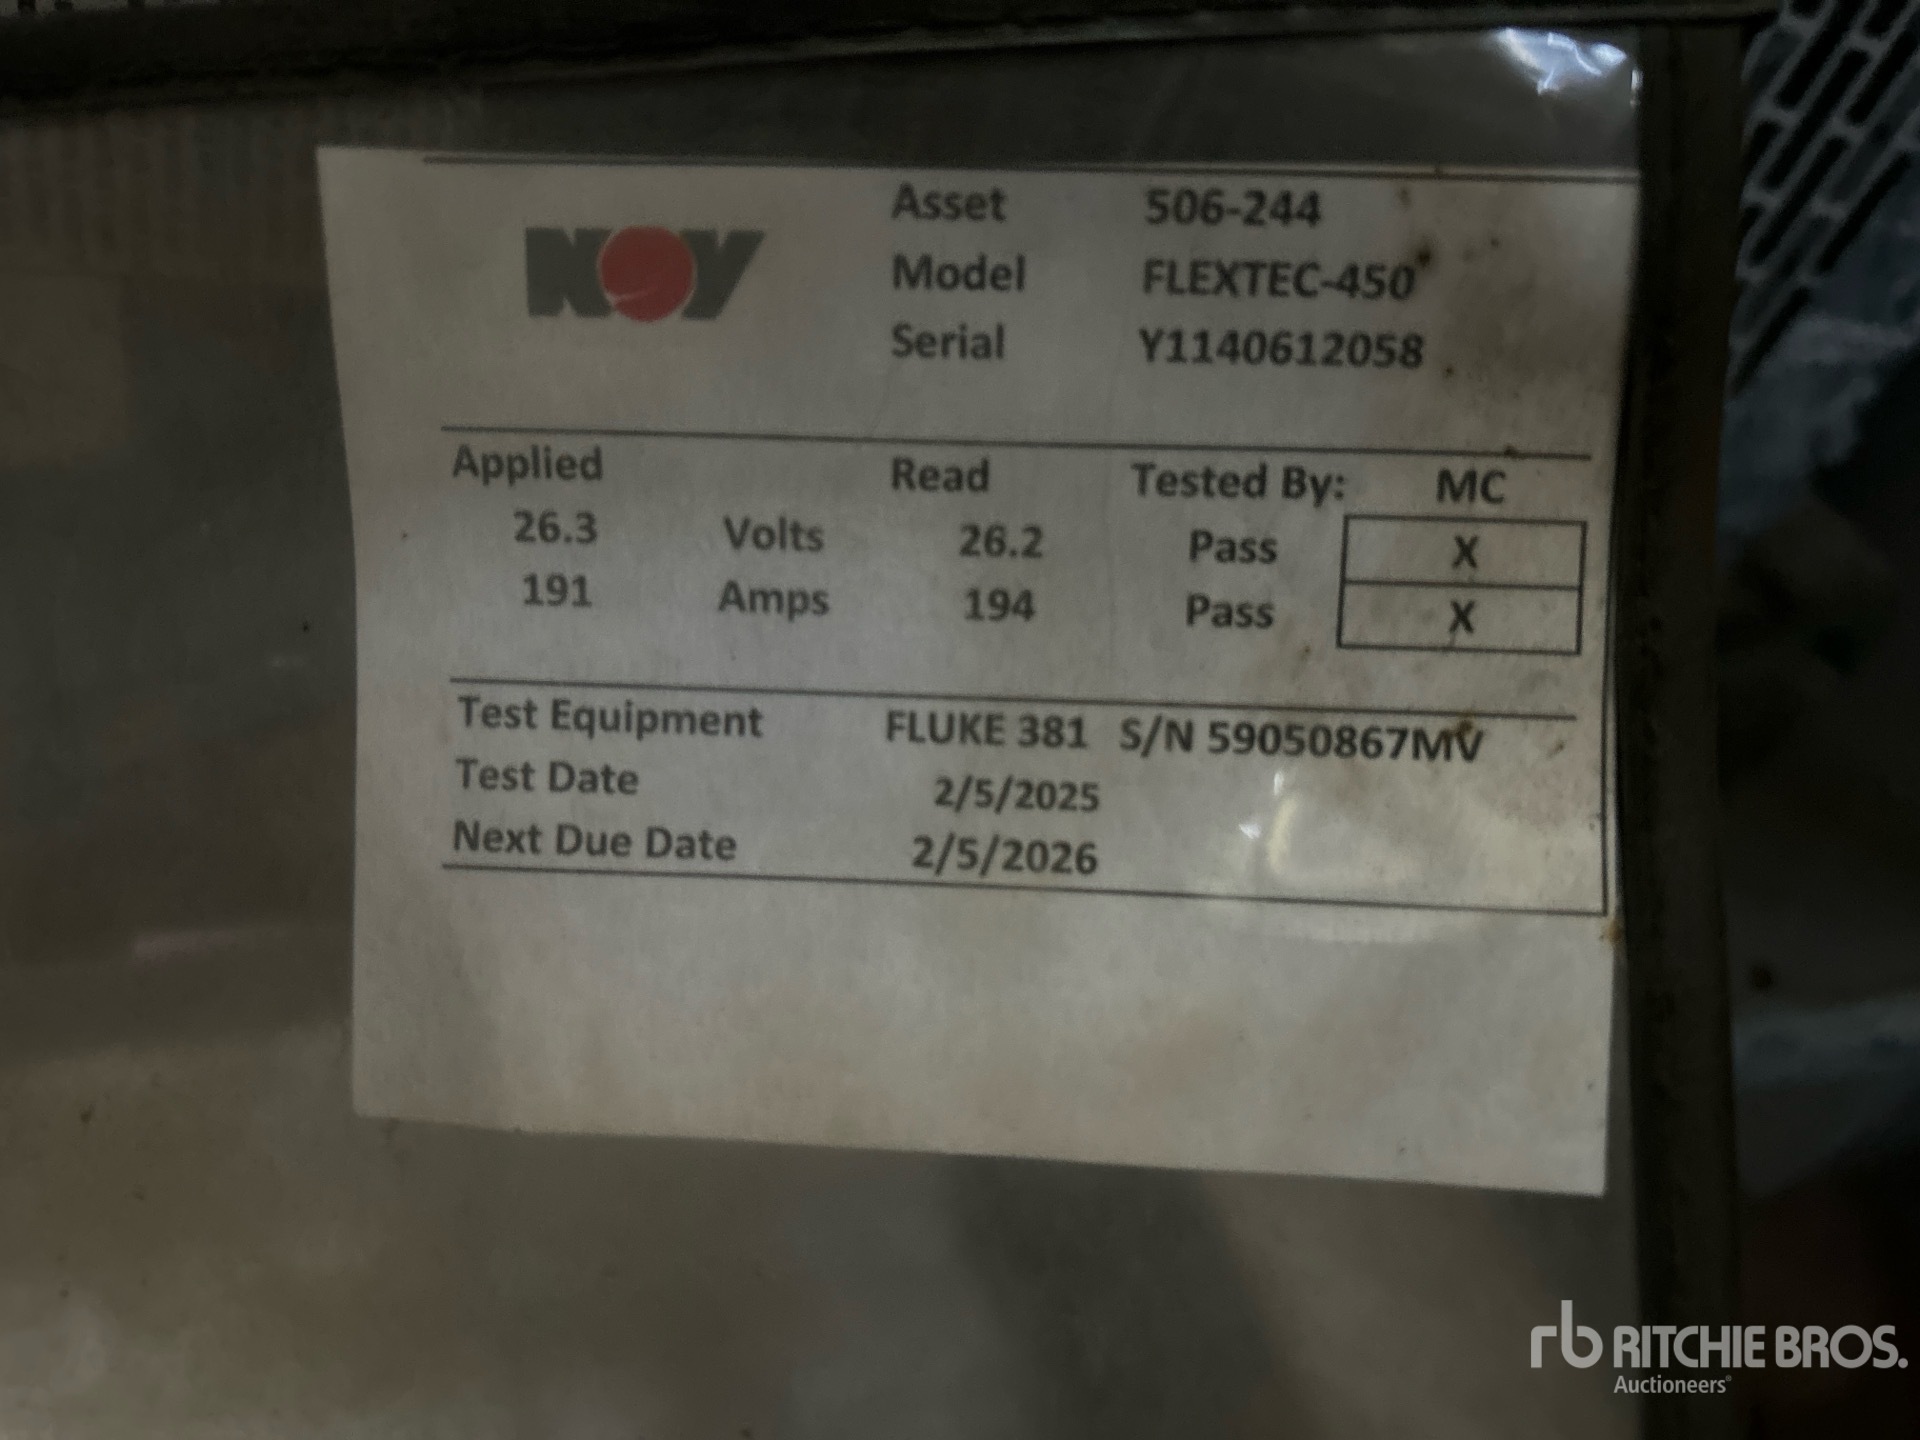 NOV
Asset 506-244
Model FLEXTEC-450
Serial Y1140612058
Applied Read Tested By: MC
26.3 Volts 26.2 Pass X
191 Amps 194 Pass X
Test Equipment FLUKE 381 S/N 59050867MV
Test Date 2/5/2025
Next Due Date 2/5/2026
rb RITCHIE BROS.
Auctioneers